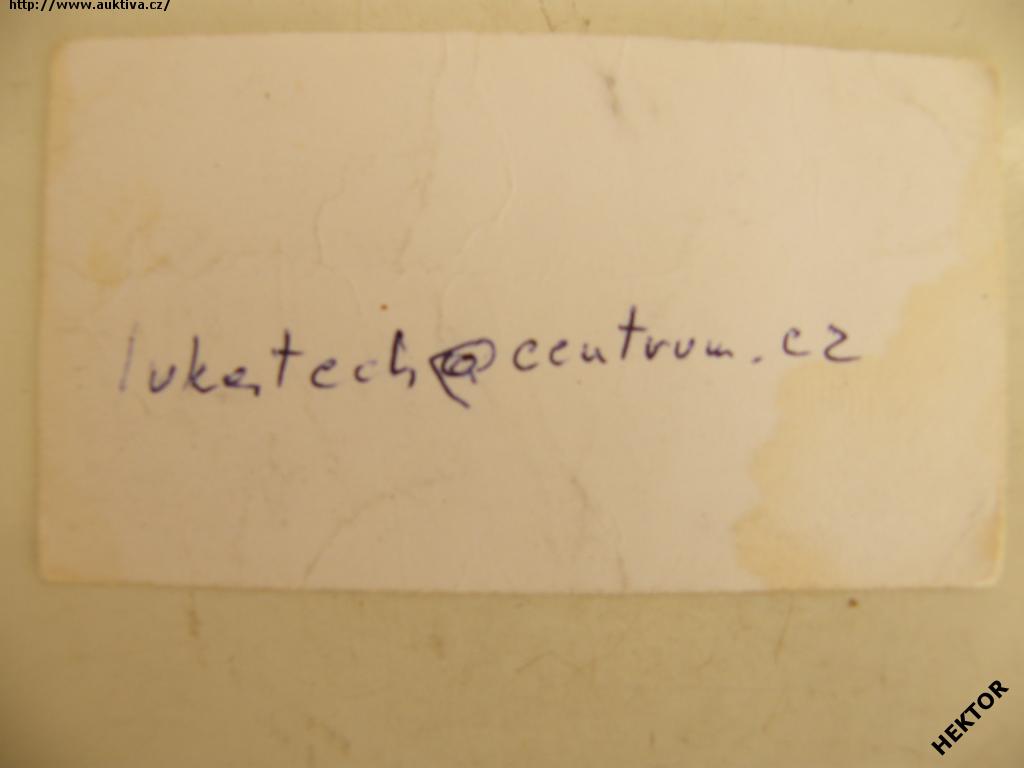 http://www.auktiva.cz/
lukatech@centrum.cz
HEKTOR